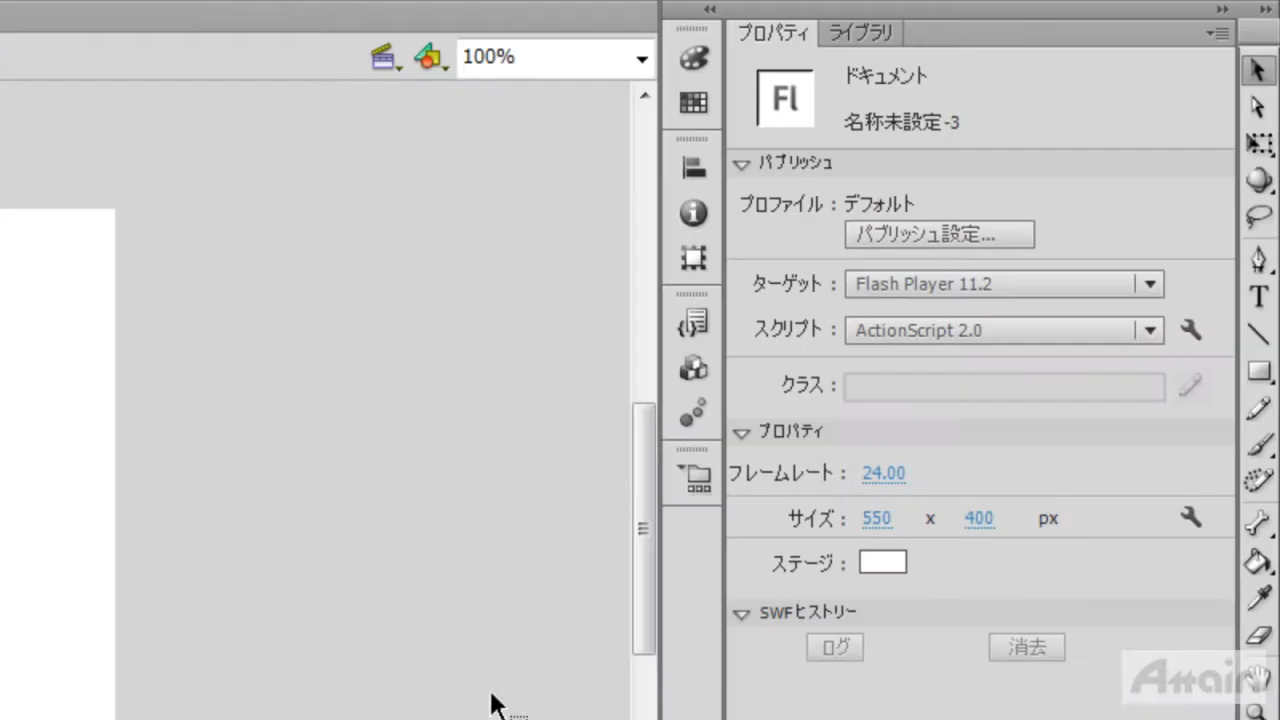 100%
プロパティ ライブラリ
Fl
ドキュメント
名称未設定-3
パブリッシュ
プロファイル : デフォルト
パブリッシュ設定...
ターゲット : Flash Player 11.2
スクリプト : ActionScript 2.0
クラス :
プロパティ
フレームレート : 24.00
サイズ : 550 x 400 px
ステージ :
SWFヒストリー
ログ 消去
Attain